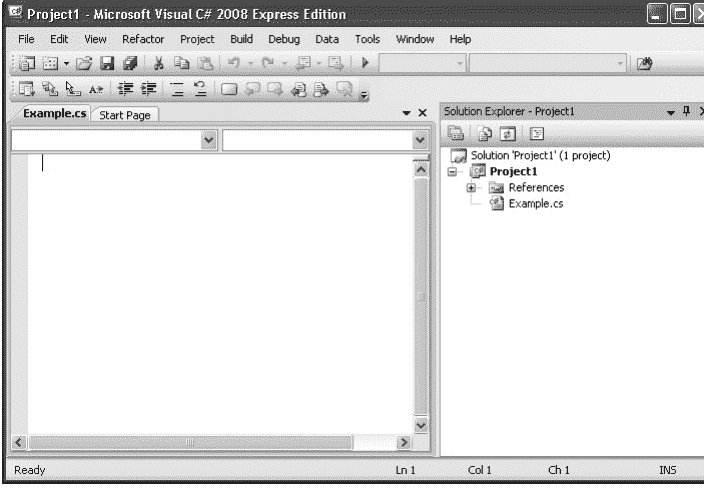 Project1 - Microsoft Visual C# 2008 Express Edition
File Edit View Refactor Project Build Debug Data Tools Window Help
Example.cs Start Page
Solution Explorer - Project1
Solution 'Project1' (1 project)
Project1
References
Example.cs
Ready Ln 1 Col 1 Ch 1 INS